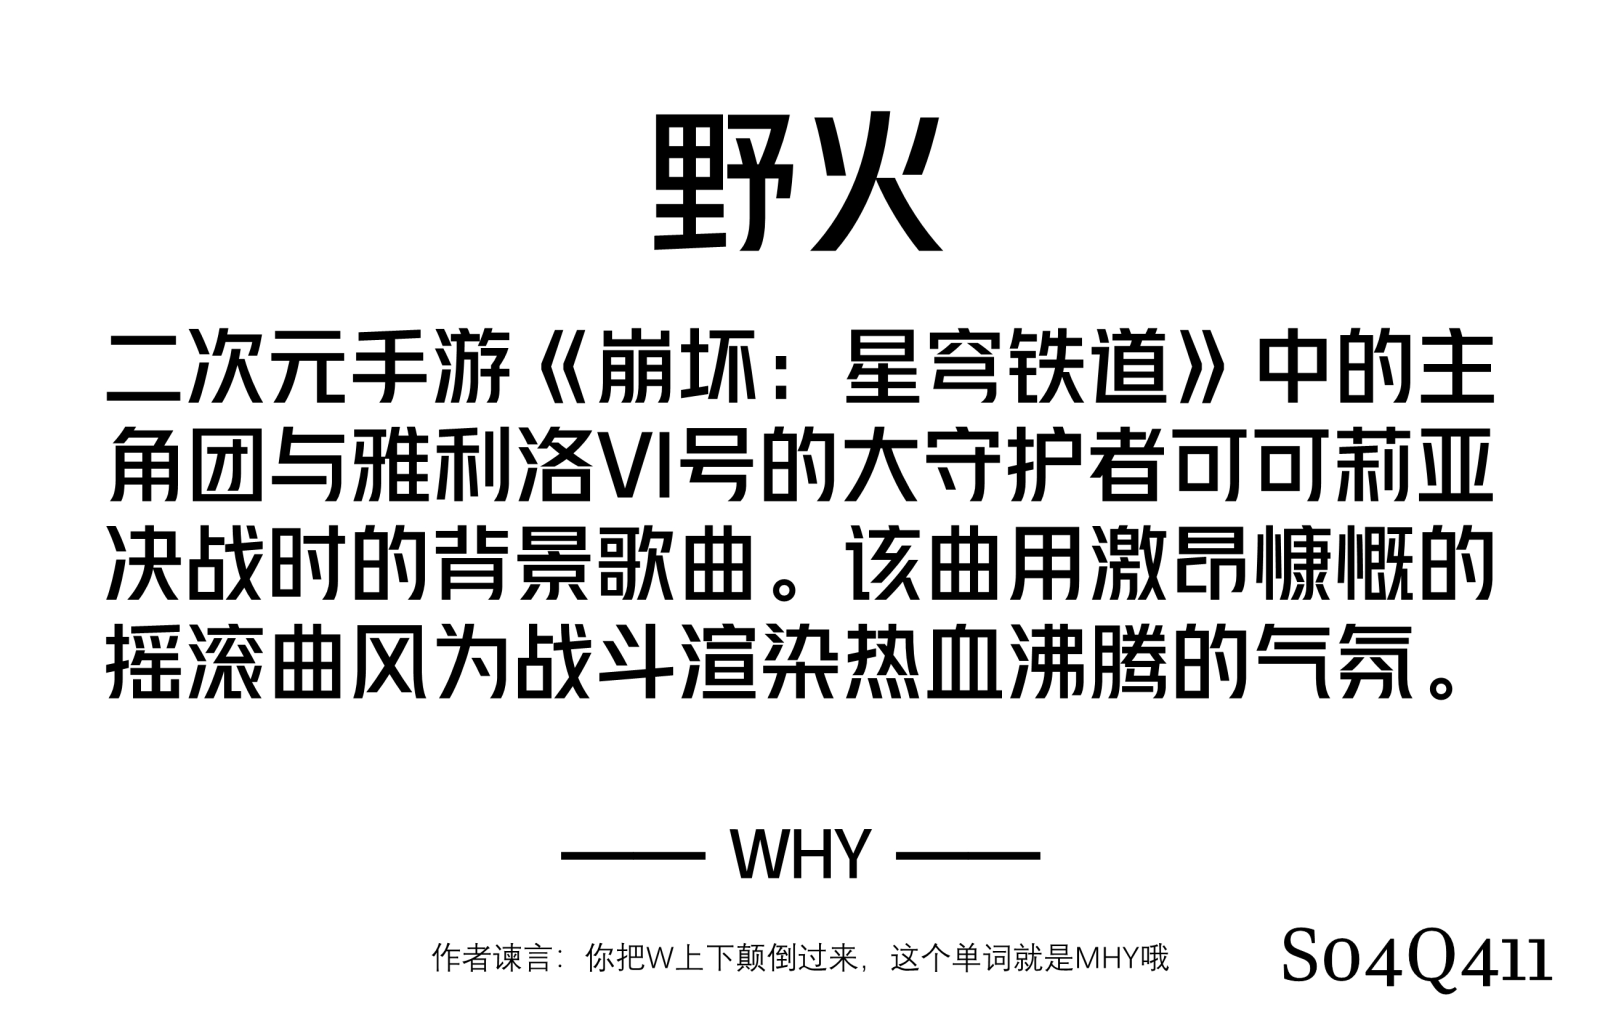 野火
二次元手游《崩坏：星穹铁道》中的主
角团与雅利洛VI号的大守护者可可莉亚
决战时的背景歌曲。该曲用激昂慷慨的
摇滚曲风为战斗渲染热血沸腾的气氛。
—— WHY ——
作者谏言：你把W上下颠倒过来，这个单词就是MHY哦
So4Q411